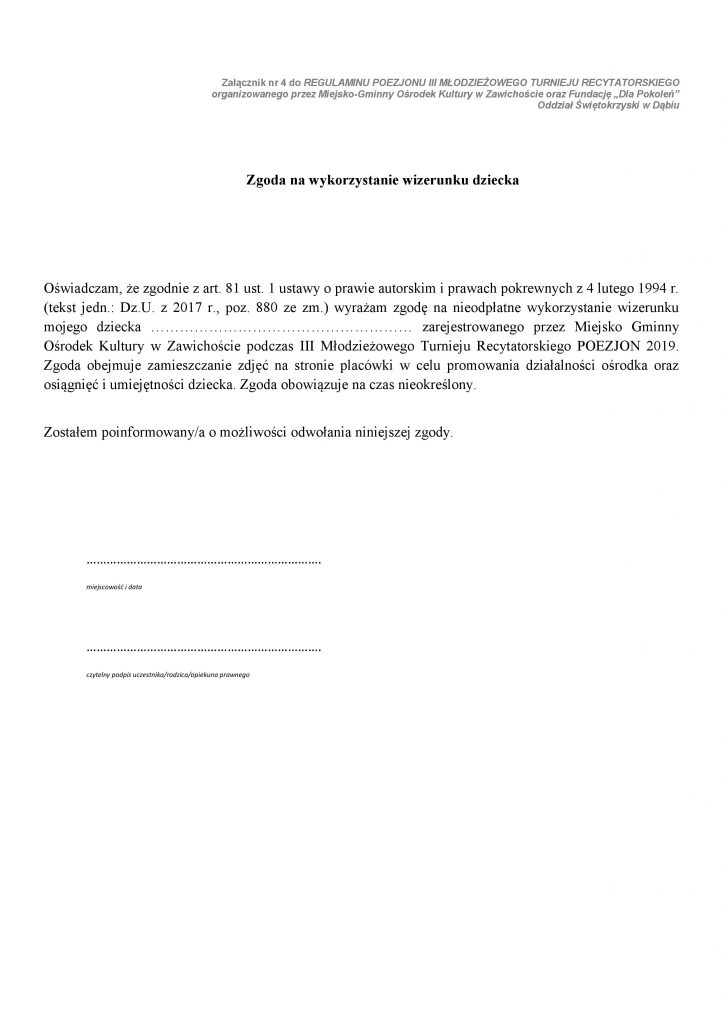 Załącznik nr 4 do REGULAMINU POEZJONU III MŁODZIEŻOWEGO TURNIEJU RECYTATORSKIEGO
organizowanego przez Miejsko-Gminny Ośrodek Kultury w Zawichoście oraz Fundację „Dla Pokoleń”
Oddział Świętokrzyski w Dąbiu
Zgoda na wykorzystanie wizerunku dziecka
Oświadczam, że zgodnie z art. 81 ust. 1 ustawy o prawie autorskim i prawach pokrewnych z 4 lutego 1994 r.
(tekst jedn.: Dz.U. z 2017 r., poz. 880 ze zm.) wyrażam zgodę na nieodpłatne wykorzystanie wizerunku
mojego dziecka ……………………………………………… zarejestrowanego przez Miejsko Gminny
Ośrodek Kultury w Zawichoście podczas III Młodzieżowego Turnieju Recytatorskiego POEZJON 2019.
Zgoda obejmuje zamieszczanie zdjęć na stronie placówki w celu promowania działalności ośrodka oraz
osiągnięć i umiejętności dziecka. Zgoda obowiązuje na czas nieokreślony.
Zostałem poinformowany/a o możliwości odwołania niniejszej zgody.
…………………………………………………………….
miejscowość i data
…………………………………………………………….
czytelny podpis uczestnika/rodzica/opiekuna prawnego